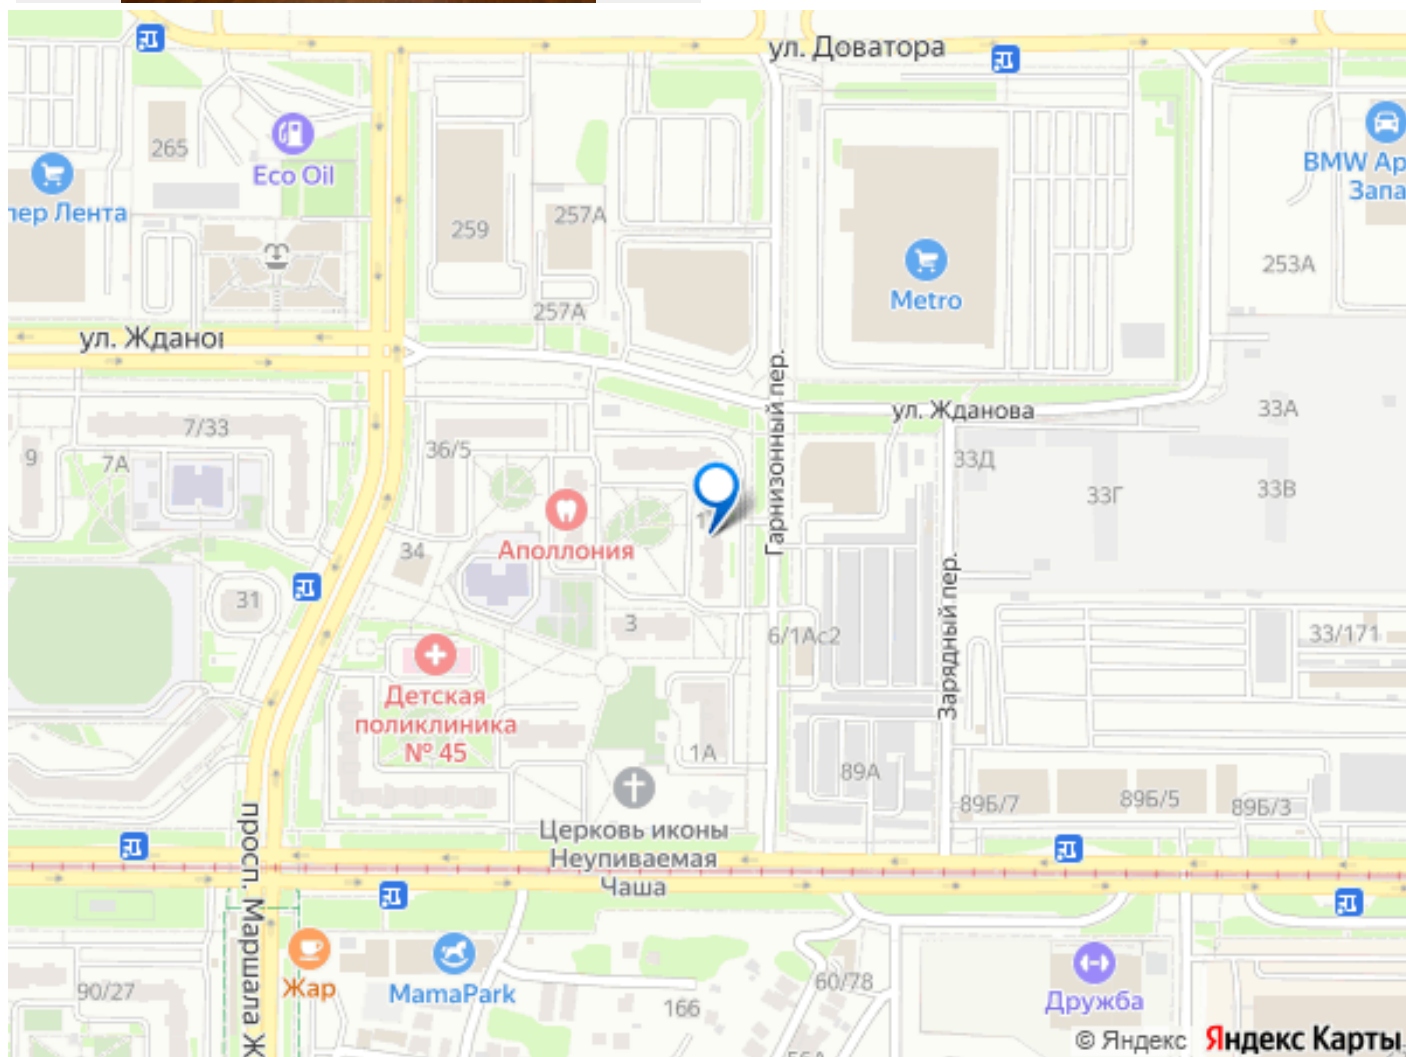 ул. Доватора
265
Eco Oil
BMW Ар
Запа
пер Лента
259
257А
253А
Metro
257А
ул. Жданов
Гарнизонный пер.
ул. Жданова
33А
7/33
36/5
9
7А
33Д
33Г
33В
Аполлония
34
Зарядный пер.
31
3
6/1Ас2
33/171
Детская
поликлиника
№ 45
1А
89А
89Б/7
89Б/5
89Б/3
Церковь иконы
Неупиваемая
Чаша
просп. Маршала Ж
Жар
MamaPark
90/27
166
60/78
Дружба
56А
© Яндекс
Яндекс Карты